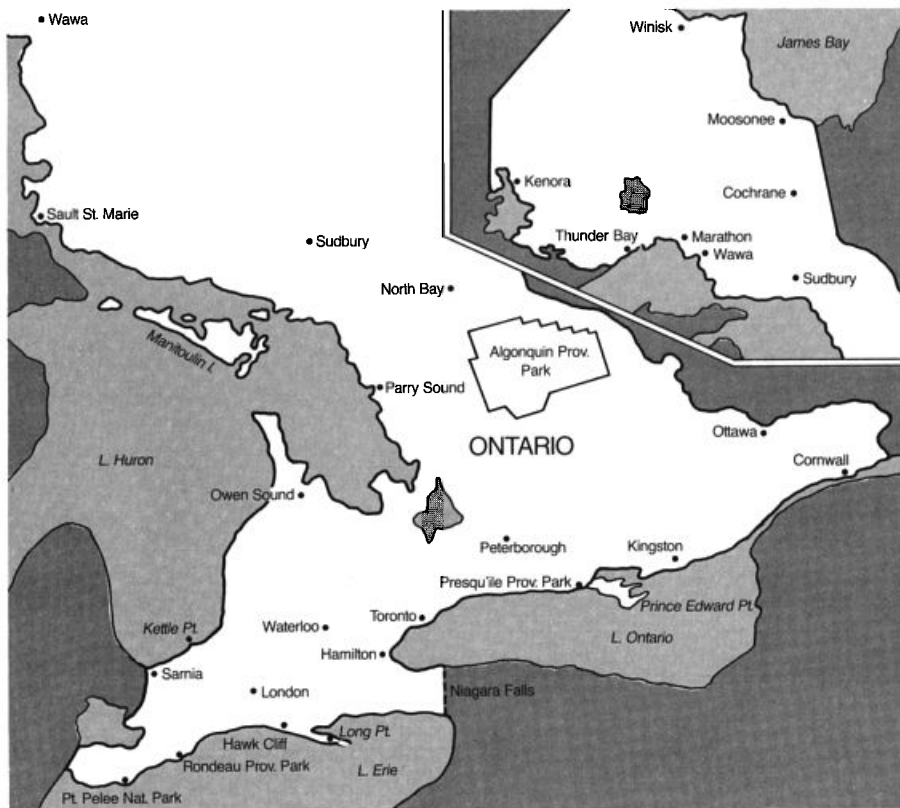 Wawa
Winisk
James Bay
Moosonee
Kenora
Cochrane
Thunder Bay
Marathon
Wawa
Sudbury
Sault St. Marie
Sudbury
North Bay
Manitoulin I.
Algonquin Prov.
Park
Parry Sound
ONTARIO
Ottawa
L. Huron
Cornwall
Owen Sound
Peterborough
Kingston
Presqu'ile Prov. Park
Prince Edward Pt.
Toronto
Kettle Pt.
Waterloo
L. Ontario
Hamilton
Sarnia
London
Niagara Falls
Long Pt.
Hawk Cliff
Rondeau Prov. Park
L. Erie
Pt. Pelee Nat. Park